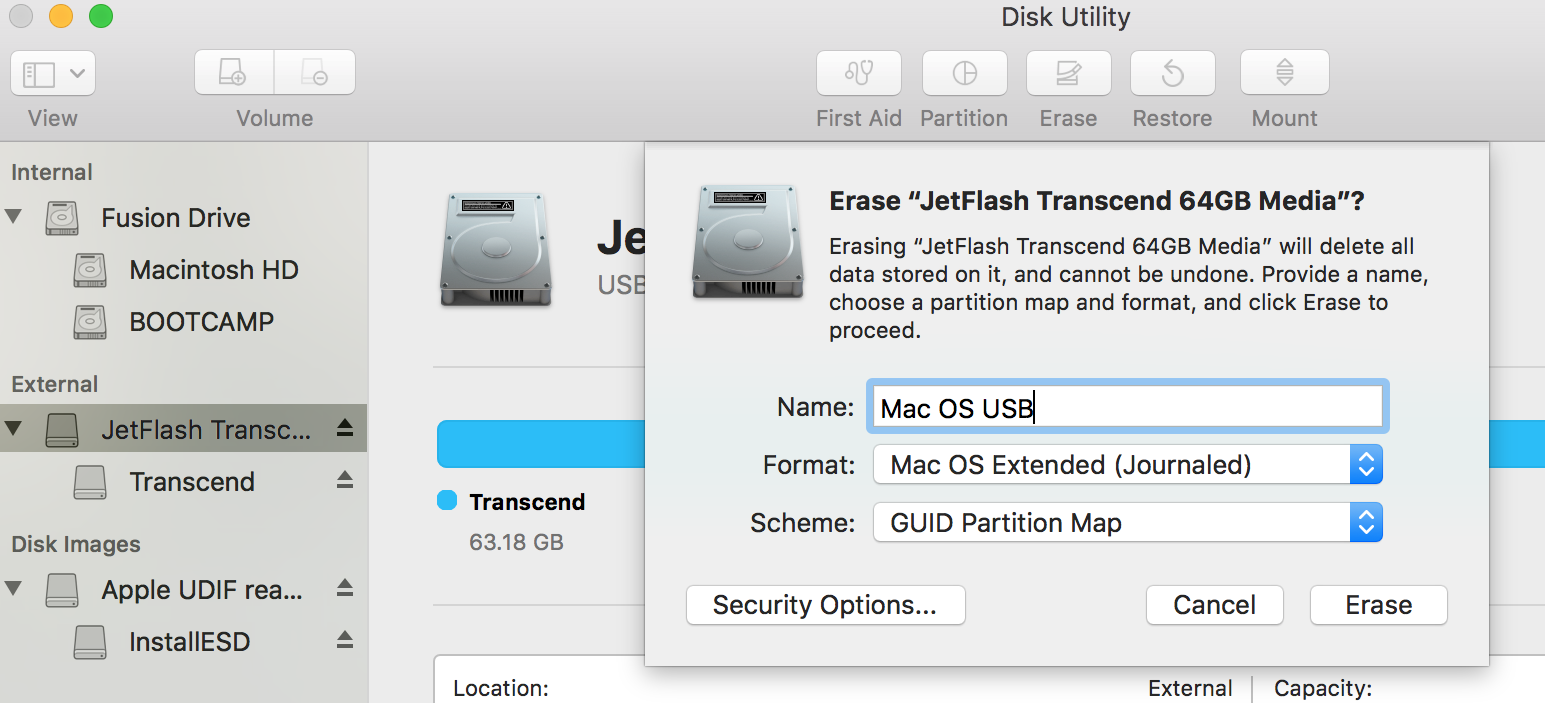 Disk Utility
View
Volume
First Aid
Partition
Erase
Restore
Mount
Internal
Fusion Drive
Macintosh HD
BOOTCAMP
External
JetFlash Transc...
Transcend
Disk Images
Apple UDIF rea...
InstallESD
Je
USB
Transcend
63.18 GB
Erase “JetFlash Transcend 64GB Media”?
Erasing “JetFlash Transcend 64GB Media” will delete all
data stored on it, and cannot be undone. Provide a name,
choose a partition map and format, and click Erase to
proceed.
Name: Mac OS USB
Format: Mac OS Extended (Journaled)
Scheme: GUID Partition Map
Security Options...
Cancel
Erase
Location:
External
Capacity: